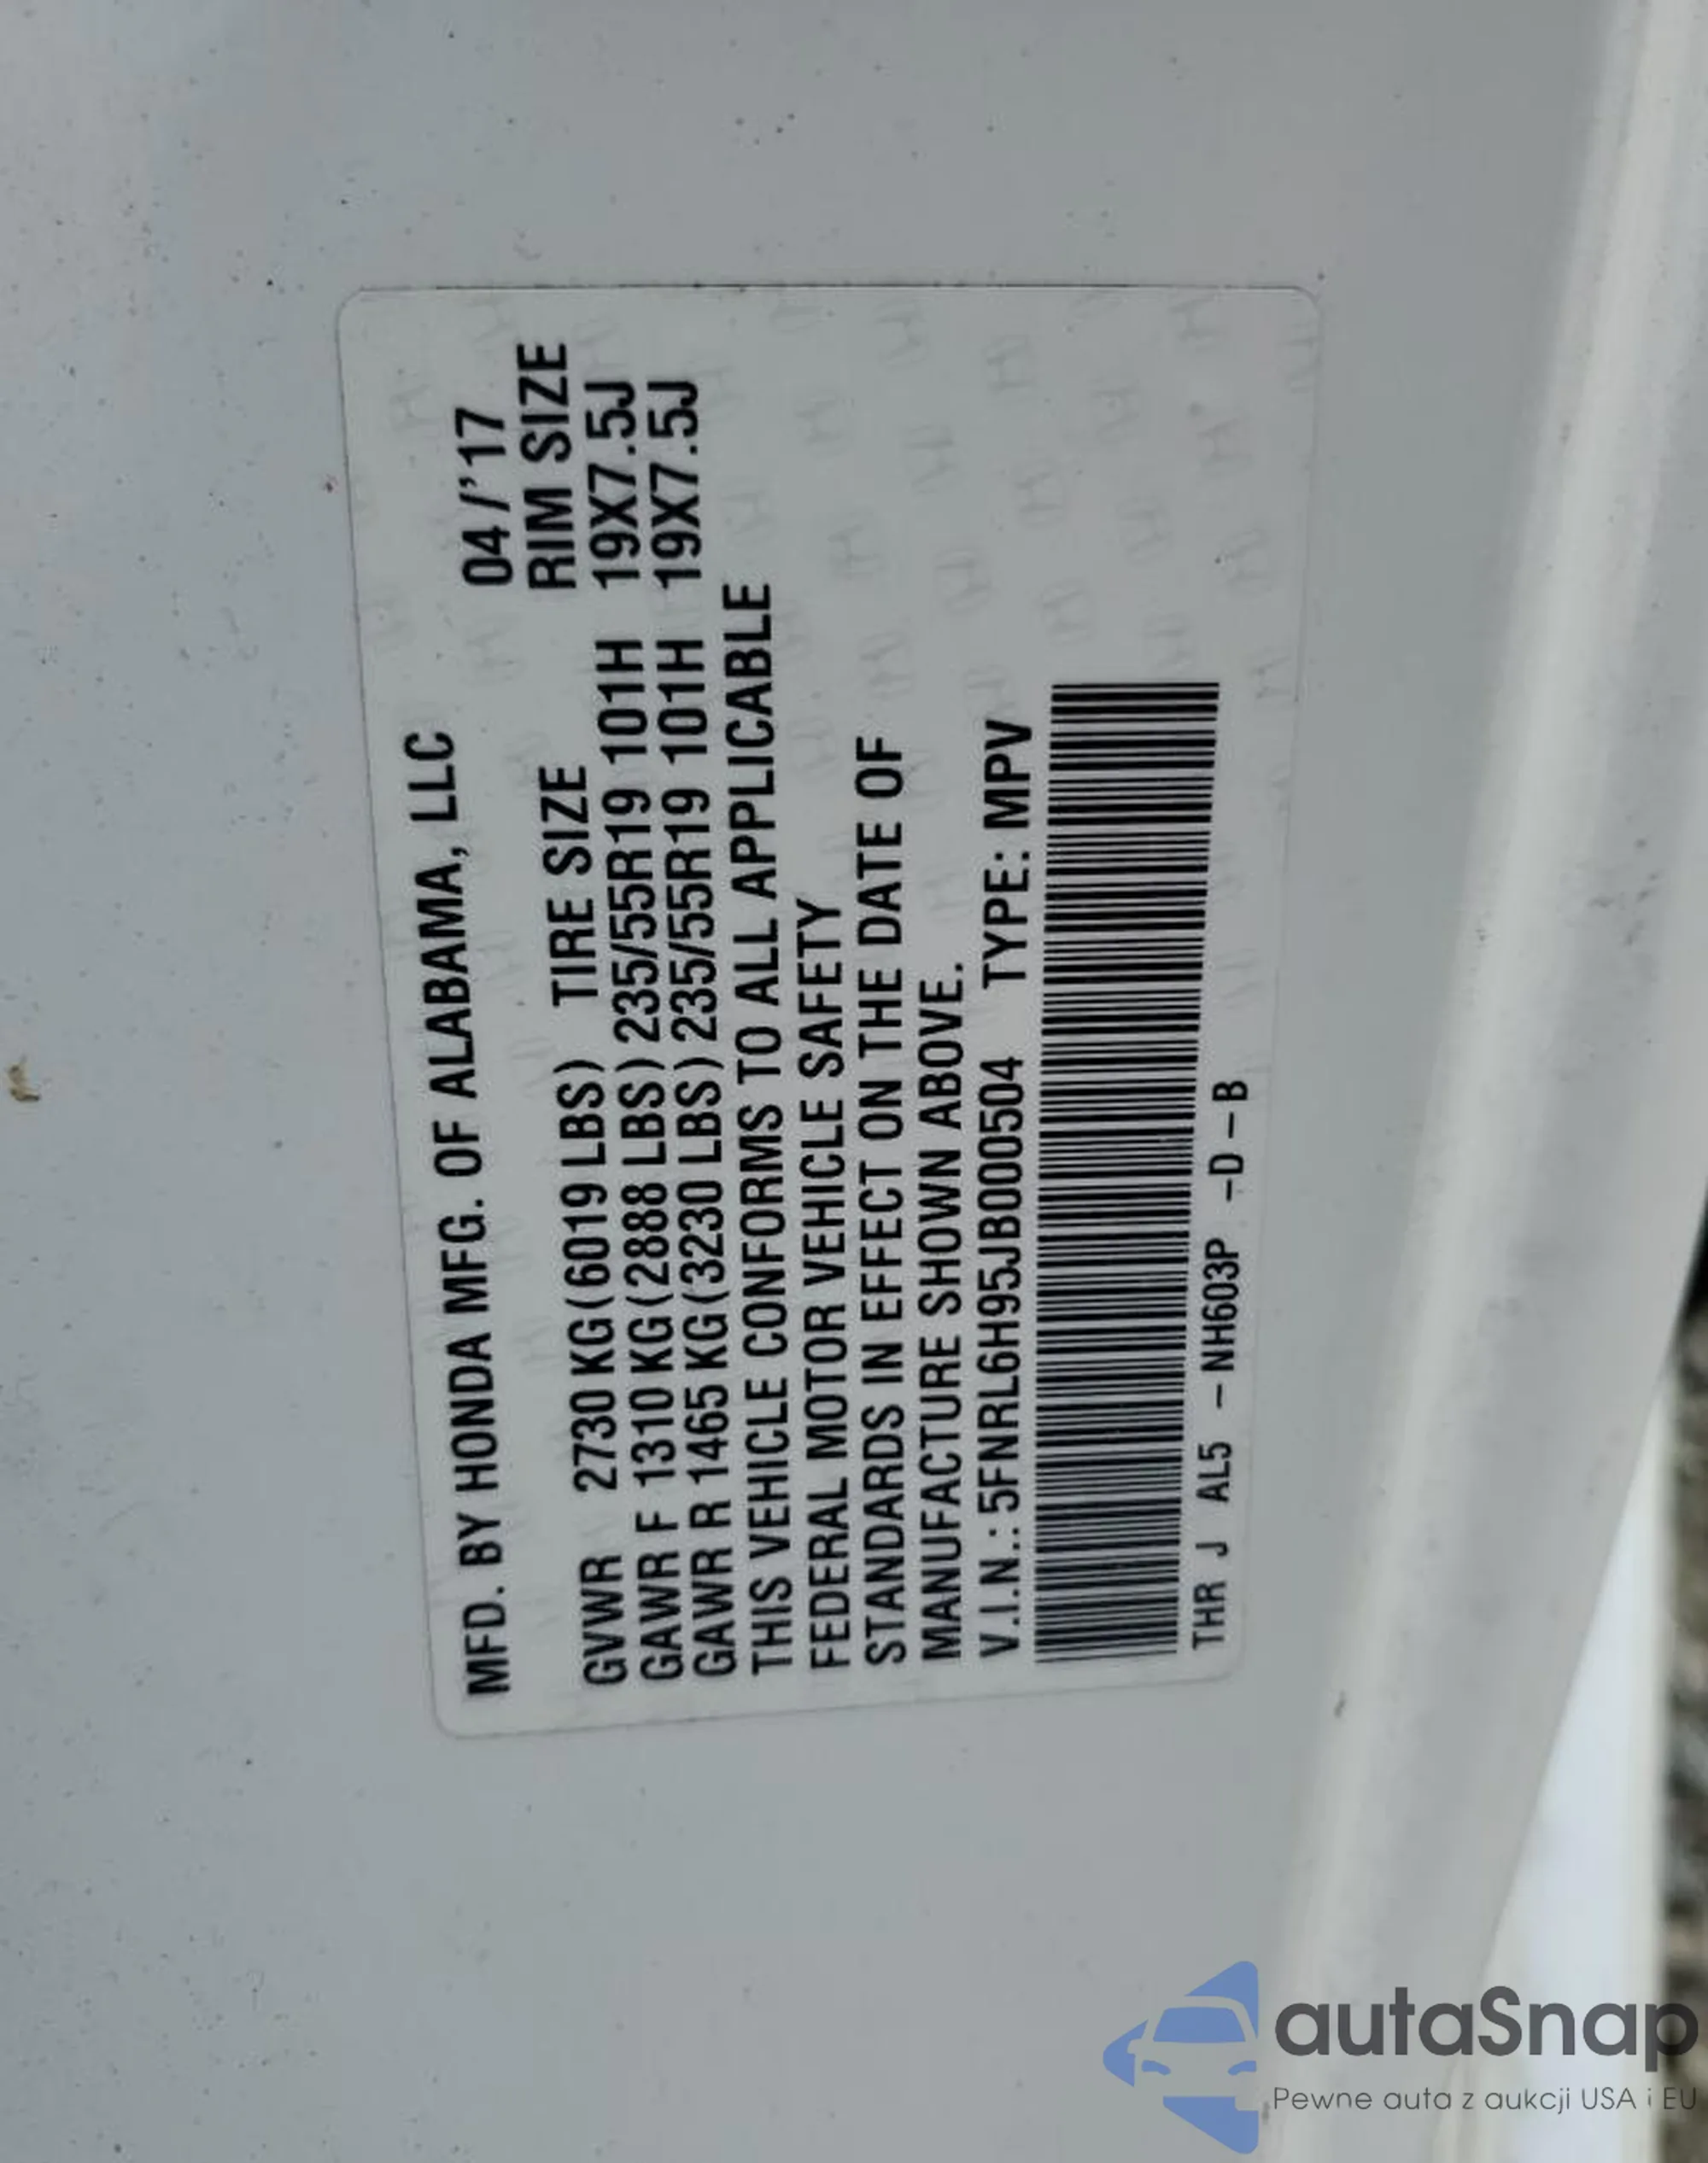 MFD. BY HONDA MFG. OF ALABAMA, LLC
04/'17
TIRE SIZE RIM SIZE
GVWR 2730 KG (6019 LBS)
GAWR F 1310 KG (2888 LBS) 235/55R19 101H 19X7.5J
GAWR R 1465 KG (3230 LBS) 235/55R19 101H 19X7.5J
THIS VEHICLE CONFORMS TO ALL APPLICABLE
FEDERAL MOTOR VEHICLE SAFETY
STANDARDS IN EFFECT ON THE DATE OF
MANUFACTURE SHOWN ABOVE.
V.I.N.: 5FNRL6H95JB000504 TYPE: MPV
THR J AL5 – NH603P –D – B
autaSnap
Pewne auta z aukcji USA i EU